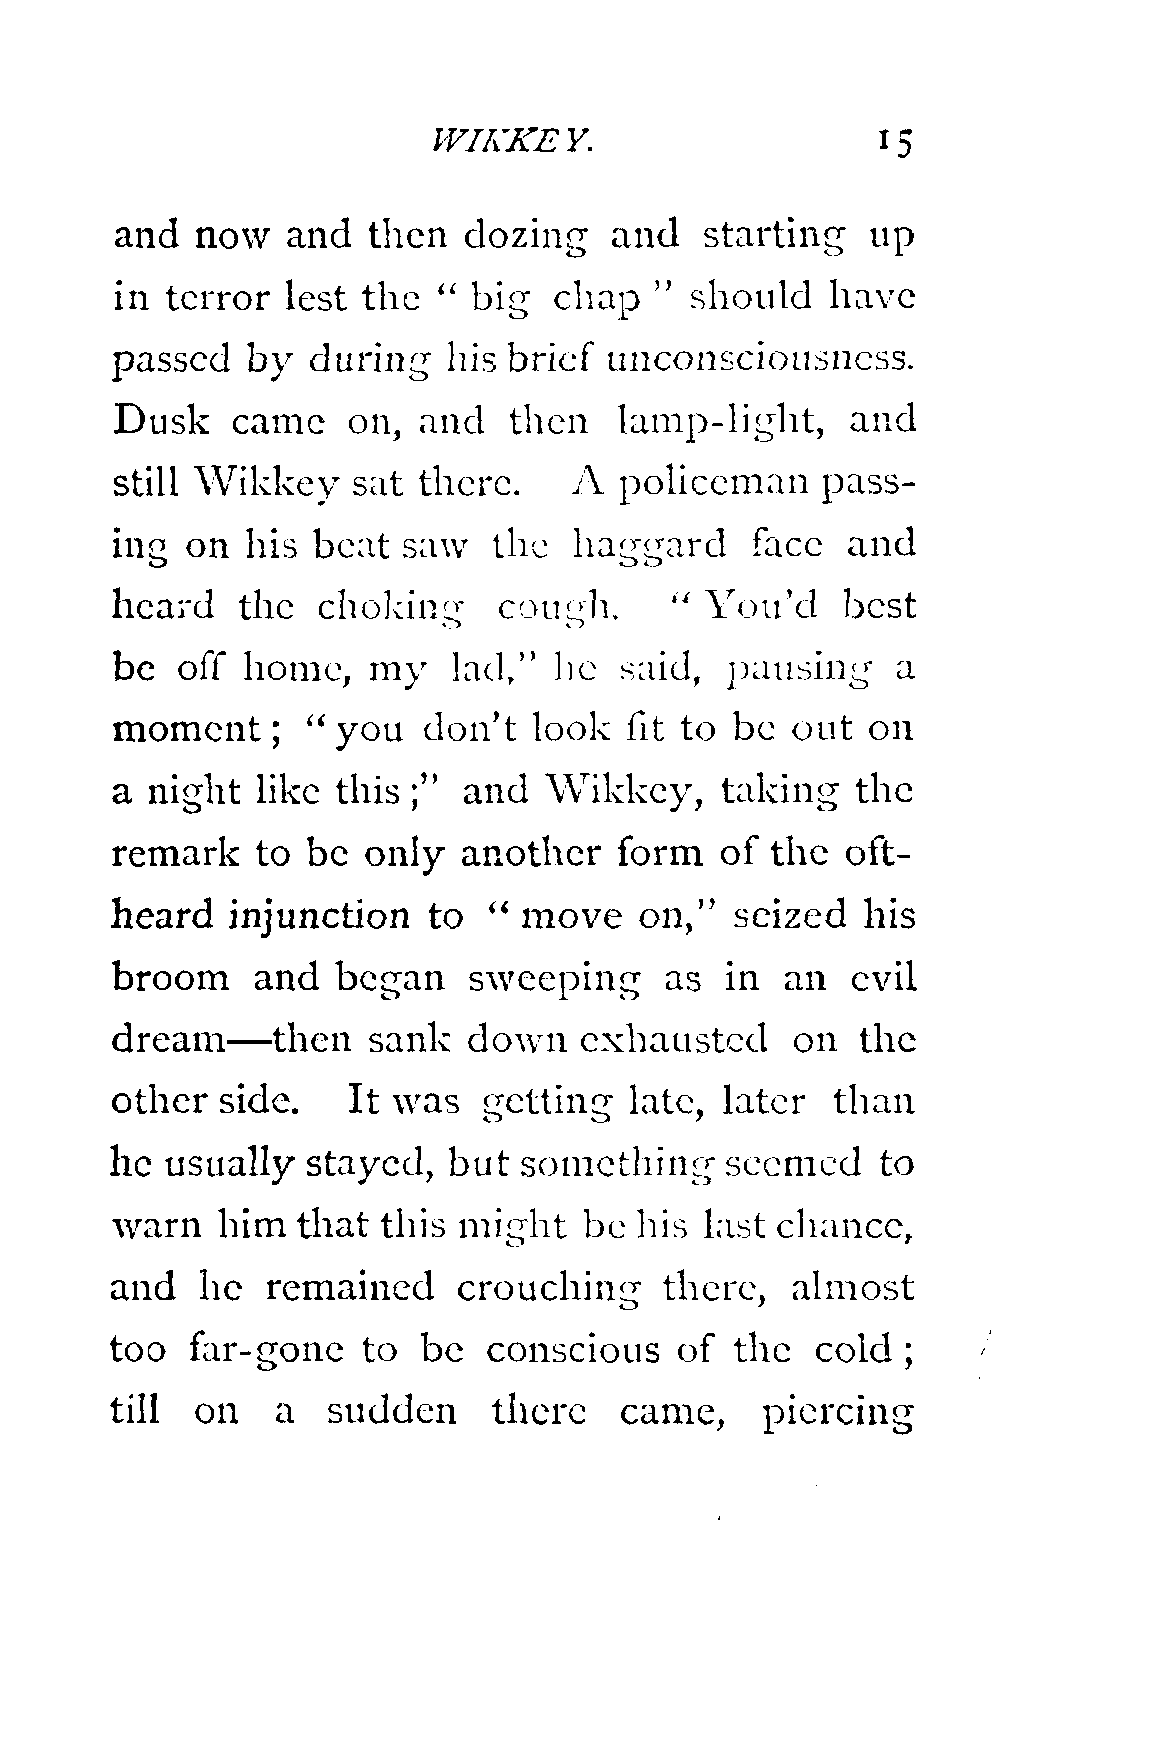 WIKKEY. 15
and now and then dozing and starting up
in terror lest the “ big chap ” should have
passed by during his brief unconsciousness.
Dusk came on, and then lamp-light, and
still Wikkey sat there. A policeman pass-
ing on his beat saw the haggard face and
heard the choking cough. “ You’d best
be off home, my lad,” he said, pausing a
moment ; “ you don’t look fit to be out on
a night like this ;” and Wikkey, taking the
remark to be only another form of the oft-
heard injunction to “ move on,” seized his
broom and began sweeping as in an evil
dream—then sank down exhausted on the
other side. It was getting late, later than
he usually stayed, but something seemed to
warn him that this might be his last chance,
and he remained crouching there, almost
too far-gone to be conscious of the cold ;
till on a sudden there came, piercing